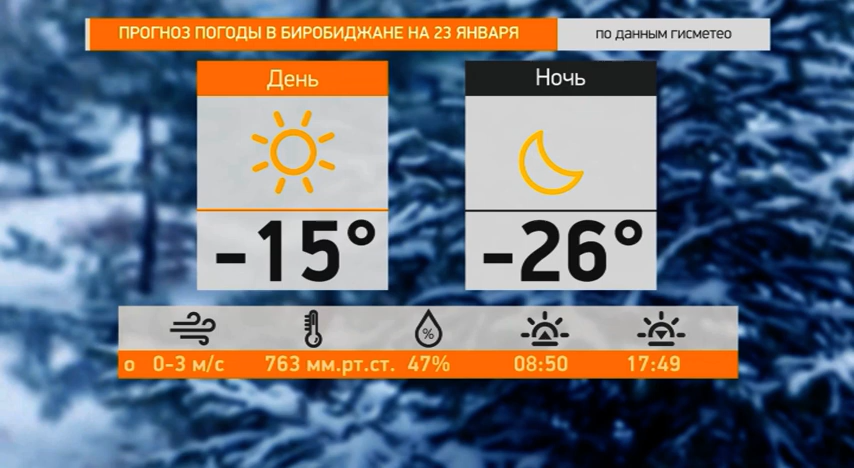 ПРОГНОЗ ПОГОДЫ В БИРОБИДЖАНЕ НА 23 ЯНВАРЯ
по данным гисметео
День
Ночь
-15°
-26°
%
о 0-3 м/с 763 мм.рт.ст. 47% 08:50 17:49